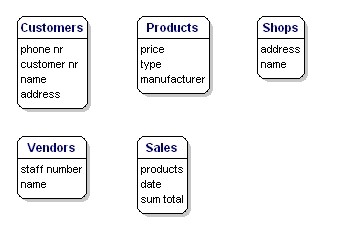 Customers
phone nr
customer nr
name
address
Products
price
type
manufacturer
Shops
address
name
Vendors
staff number
name
Sales
products
date
sum total